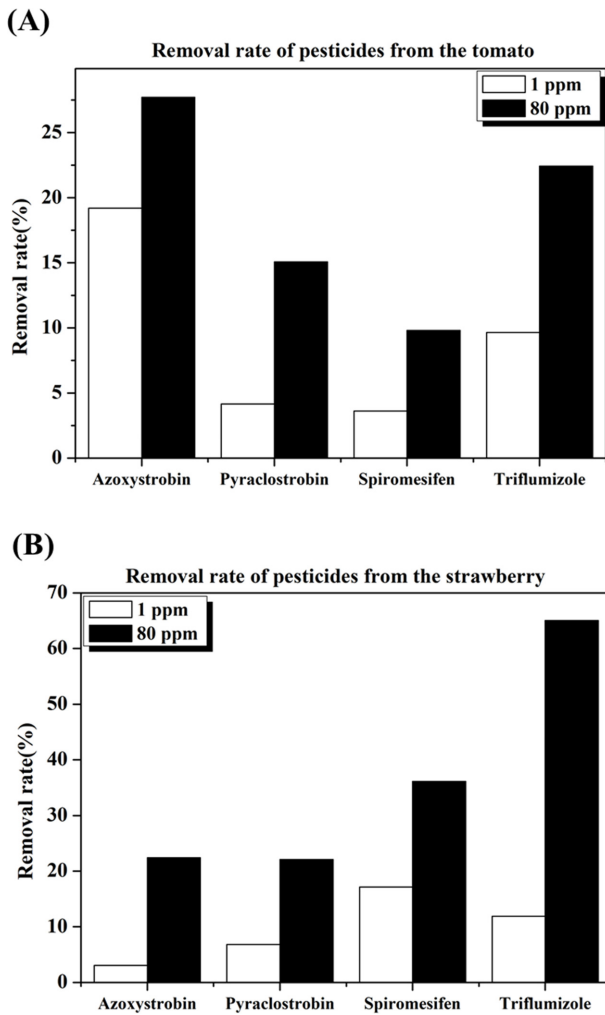 (A)
Removal rate of pesticides from the tomato
1 ppm
80 ppm
Removal rate(%)
25
20
15
10
5
0
Azoxystrobin Pyraclostrobin Spiromesifen Triflumizole
(B)
Removal rate of pesticides from the strawberry
1 ppm
80 ppm
Removal rate(%)
70
60
50
40
30
20
10
0
Azoxystrobin Pyraclostrobin Spiromesifen Triflumizole